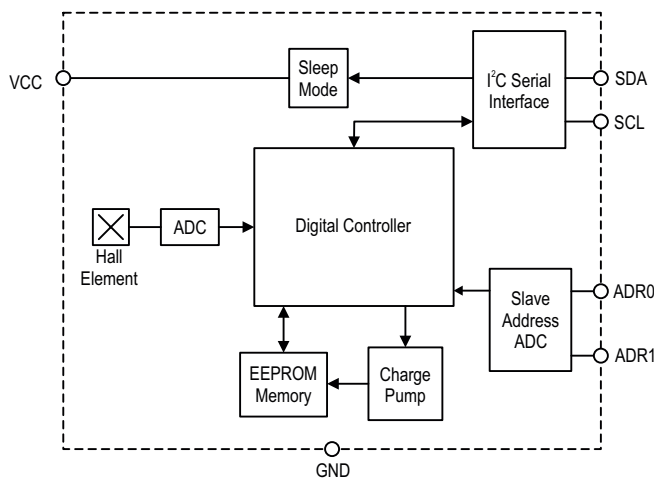 VCC
Sleep
Mode
I²C Serial
Interface
SDA
SCL
Digital Controller
ADC
Hall
Element
Slave
Address
ADC
ADR0
ADR1
EEPROM
Memory
Charge
Pump
GND